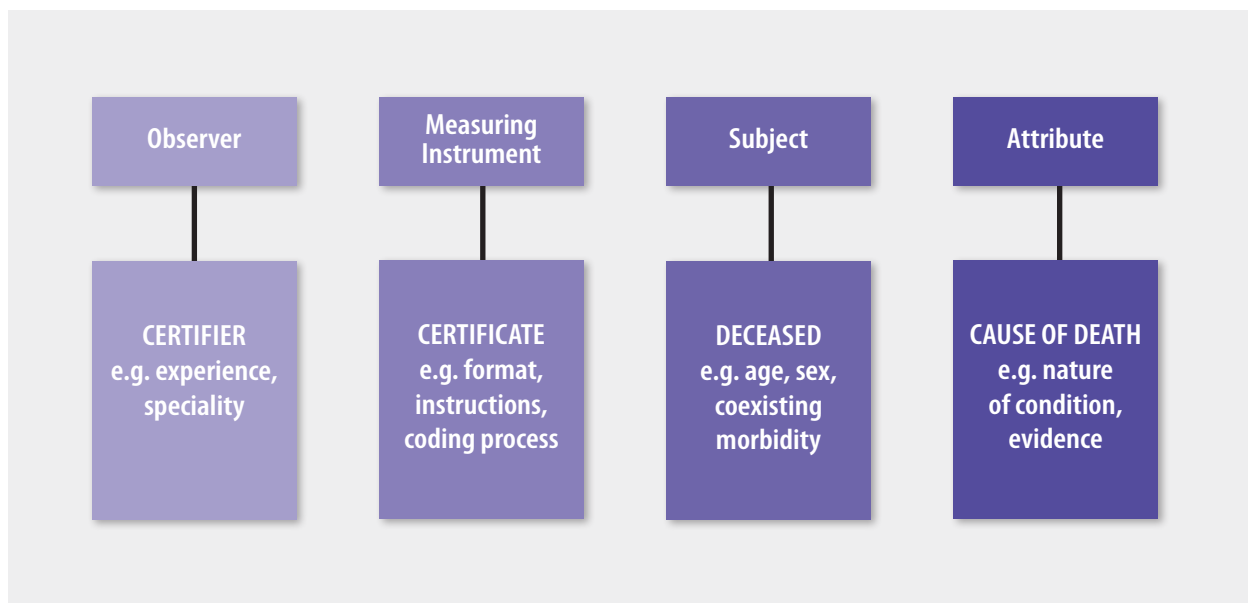 Observer
Measuring
Instrument
Subject
Attribute
CERTIFIER
e.g. experience,
speciality
CERTIFICATE
e.g. format,
instructions,
coding process
DECEASED
e.g. age, sex,
coexisting
morbidity
CAUSE OF DEATH
e.g. nature
of condition,
evidence